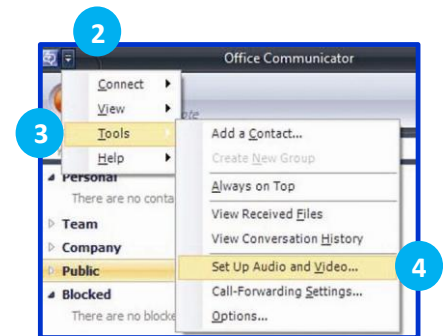 2
Office Communicator
Connect
View
3
Tools
Help
Add a Contact...
Create New Group
Always on Top
View Received Files
View Conversation History
Set Up Audio and Video...
4
Call-Forwarding Settings...
Options...
Personal
There are no conta
Team
Company
Public
Blocked
There are no blocke